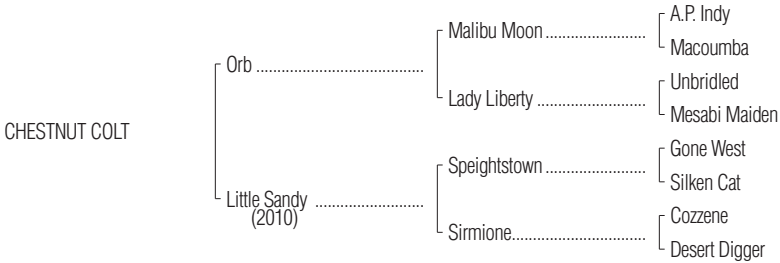 A.P. Indy
Malibu Moon
Macoumba
Orb
Unbridled
Lady Liberty
Mesabi Maiden
CHESTNUT COLT
Gone West
Speightstown
Silken Cat
Little Sandy
(2010)
Cozzene
Sirmione
Desert Digger